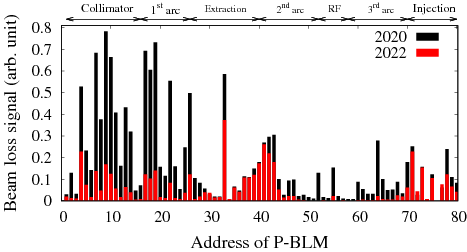 Collimator 1st arc Extraction 2nd arc RF 3rd arc Injection
0.8
0.7
0.6
0.5
0.4
0.3
0.2
0.1
0
Beam loss signal (arb. unit)
2020
2022
0 10 20 30 40 50 60 70 80
Address of P-BLM